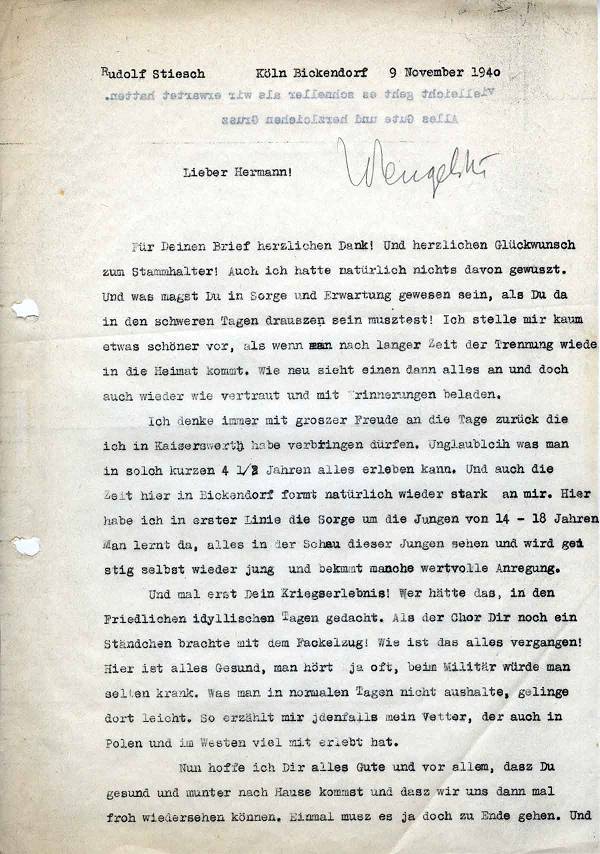 Rudolf Stiesch Köln Bickendorf 9 November 1940
Vielleicht geht es schneller als wir erwartet hatten.
Alles Gute und herzlichen Gruss
Lieber Hermann!
Für Deinen Brief herzlichen Dank! Und herzlichen Glückwunsch
zum Stammhalter! Auch ich hatte natürlich nichts davon gewuszt.
Und was magst Du in Sorge und Erwartung gewesen sein, als Du da
in den schweren Tagen drauszen sein musztest! Ich stelle mir kaum
etwas schöner vor, als wenn man nach langer Zeit der Trennung wiede
in die Heimat kommt. Wie neu sieht einen dann alles an und doch
auch wieder wie vertraut und mit Erinnerungen beladen.
Ich denke immer mit groszer Freude an die Tage zurück die
ich in Kaiserswerth habe verbringen dürfen. Unglaublcih was man
in solch kurzen 4 1/2 Jahren alles erleben kann. Und auch die
Zeit hier in Bickendorf formt natürlich wieder stark an mir. Hier
habe ich in erster Linie die Sorge um die Jungen von 14 - 18 Jahren
Man lernt da, alles in der Schau dieser Jungen sehen und wird gei
stig selbst wieder jung und bekmmt manche wertvolle Anregung.
Und mal erst Dein Kriegserlebnis! Wer hätte das, in den
Friedlichen idyllischen Tagen gedacht. Als der Chor Dir noch ein
Ständchen brachte mit dem Fackelzug! Wie ist das alles vergangen!
Hier ist alles Gesund, man hört ja oft, beim Militär würde man
selten krank. Was man in normalen Tagen nicht aushalte, gelinge
dort leicht. So erzählt mir jdenfalls mein Vetter, der auch in
Polen und im Westen viel mit erlebt hat.
Nun hoffe ich Dir alles Gute und vor allem, dasz Du
gesund und munter nach Hause kommst und dasz wir uns dann mal
froh wiedersehen können. Einmal musz es ja doch zu Ende gehen. Und